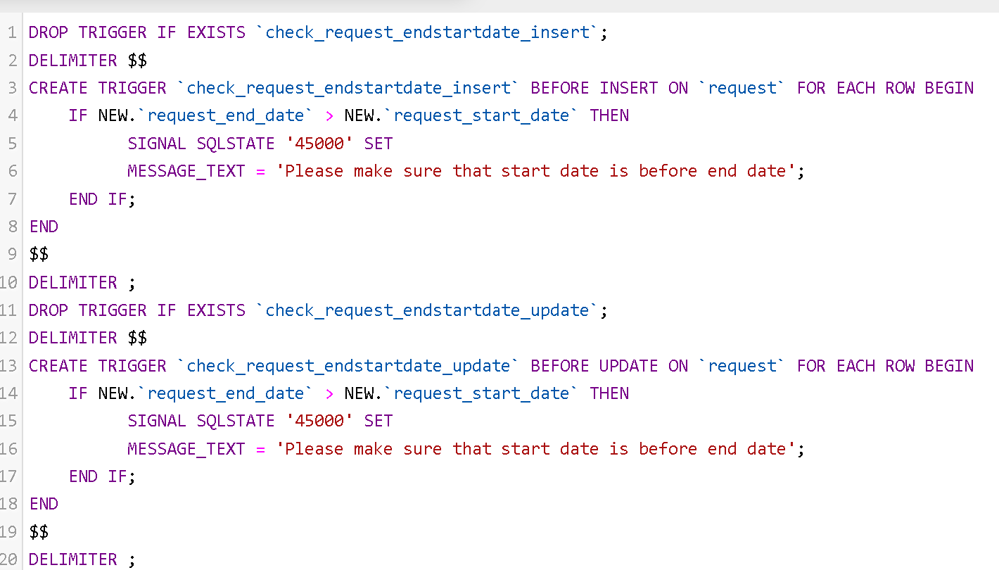 1 DROP TRIGGER IF EXISTS `check_request_endstartdate_insert`;
2 DELIMITER $$
3 CREATE TRIGGER `check_request_endstartdate_insert` BEFORE INSERT ON `request` FOR EACH ROW BEGIN
4     IF NEW.`request_end_date` > NEW.`request_start_date` THEN
5           SIGNAL SQLSTATE '45000' SET
6           MESSAGE_TEXT = 'Please make sure that start date is before end date';
7     END IF;
8 END
9 $$
10 DELIMITER ;
11 DROP TRIGGER IF EXISTS `check_request_endstartdate_update`;
12 DELIMITER $$
13 CREATE TRIGGER `check_request_endstartdate_update` BEFORE UPDATE ON `request` FOR EACH ROW BEGIN
14     IF NEW.`request_end_date` > NEW.`request_start_date` THEN
15           SIGNAL SQLSTATE '45000' SET
16           MESSAGE_TEXT = 'Please make sure that start date is before end date';
17     END IF;
18 END
19 $$
20 DELIMITER ;